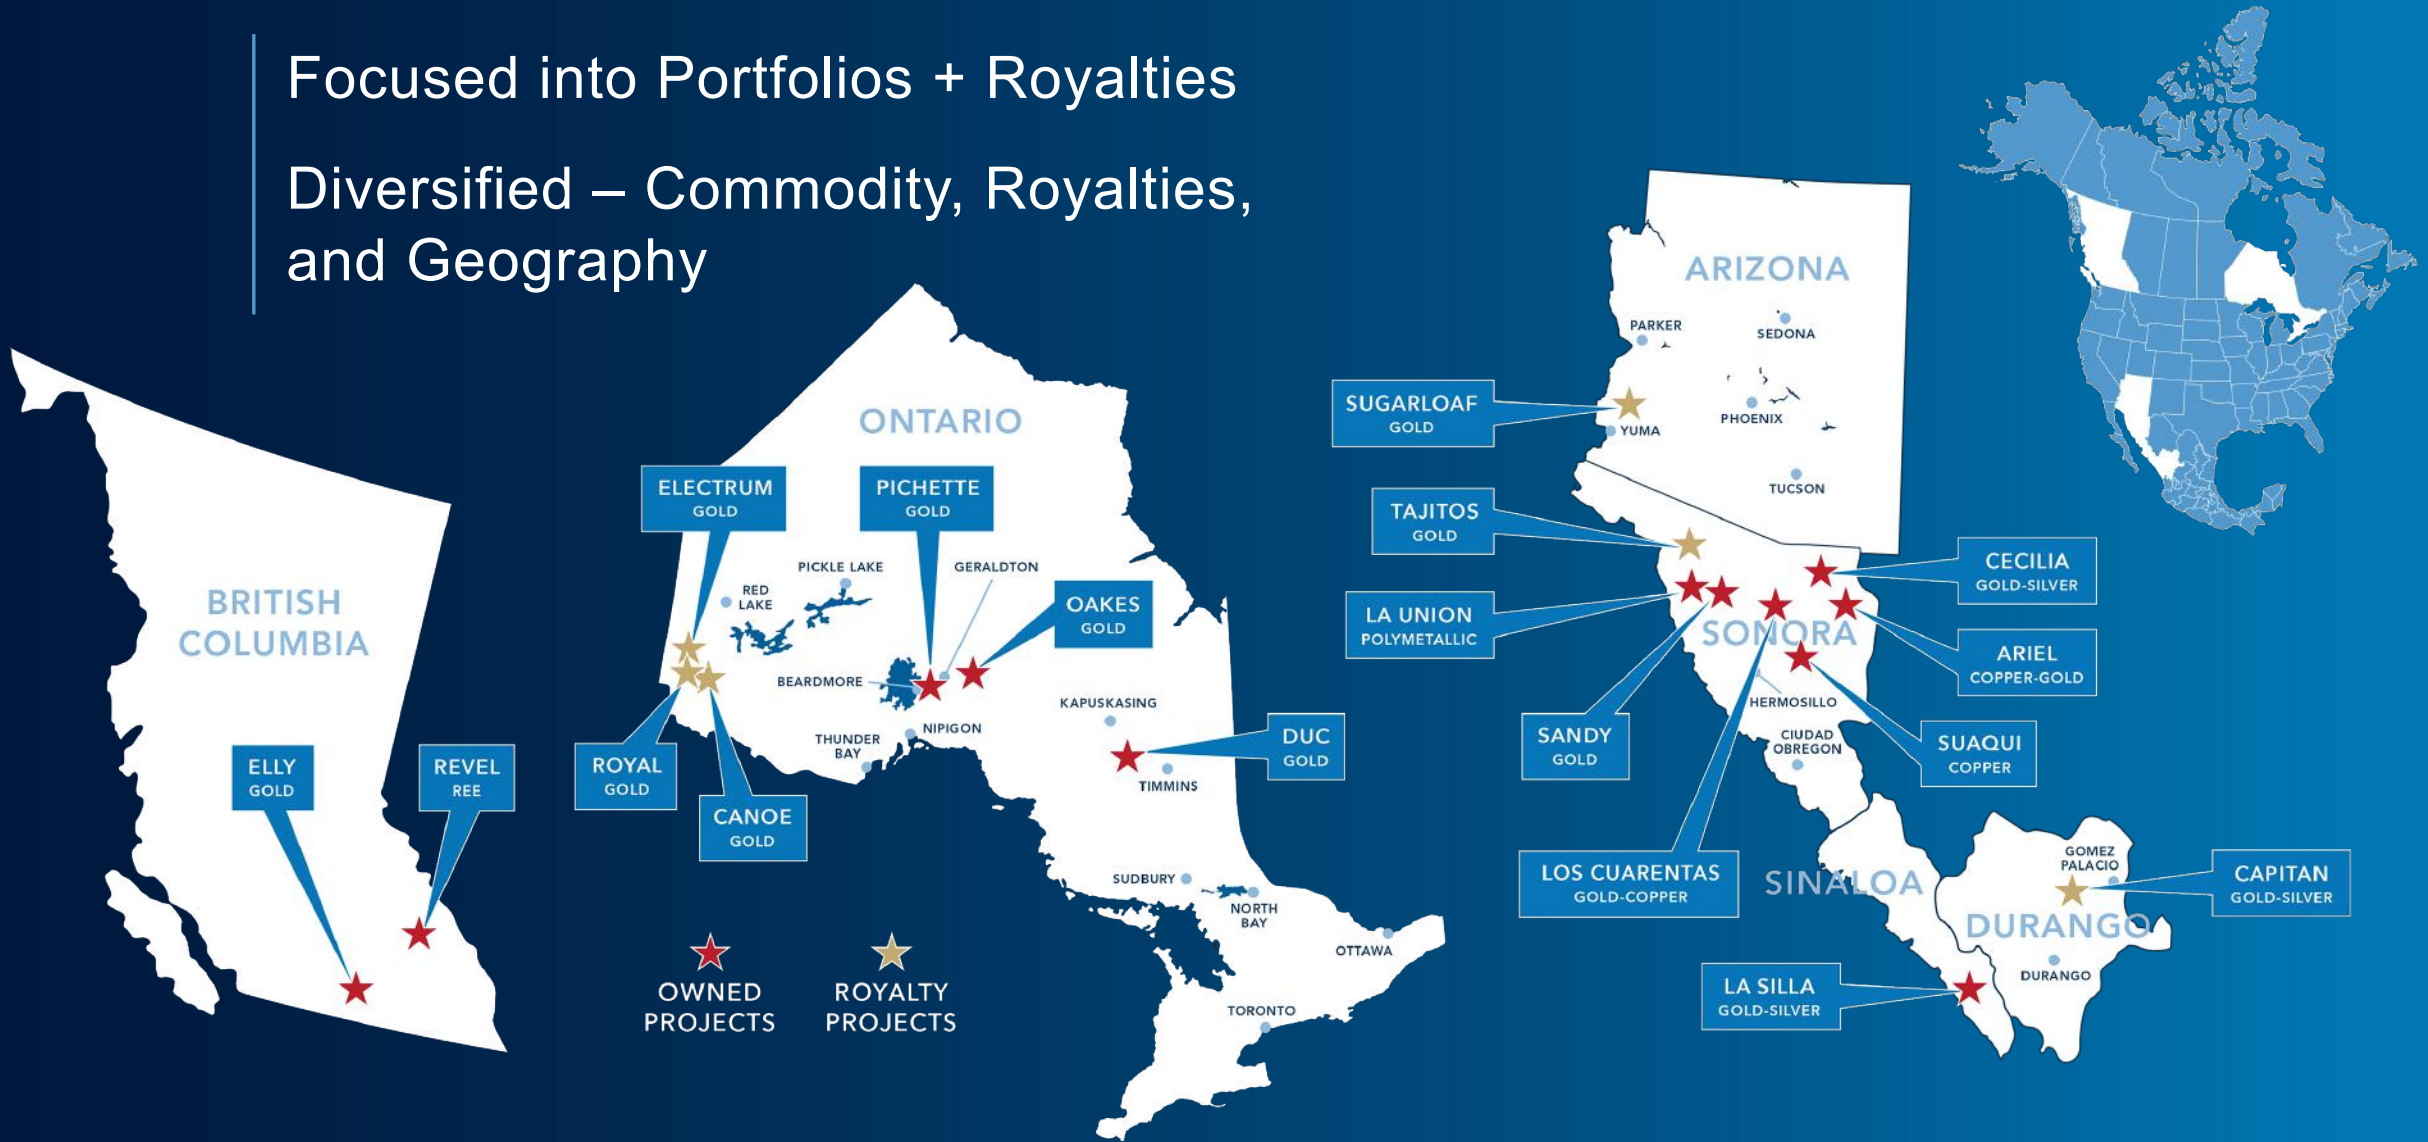 Focused into Portfolios + Royalties
Diversified – Commodity, Royalties,
and Geography
BRITISH
COLUMBIA
ELLY
GOLD
REVEL
REE
ONTARIO
ELECTRUM
GOLD
PICHETTE
GOLD
PICKLE LAKE
GERALDTON
RED
LAKE
OAKES
GOLD
BEARDMORE
KAPUSKASING
NIPIGON
THUNDER
BAY
ROYAL
GOLD
CANOE
GOLD
DUC
GOLD
TIMMINS
SUDBURY
NORTH
BAY
OTTAWA
TORONTO
OWNED
PROJECTS
ROYALTY
PROJECTS
ARIZONA
PARKER
SEDONA
SUGARLOAF
GOLD
PHOENIX
YUMA
TUCSON
TAJITOS
GOLD
CECILIA
GOLD-SILVER
LA UNION
POLYMETALLIC
SONORA
ARIEL
COPPER-GOLD
HERMOSILLO
SANDY
GOLD
CIUDAD
OBREGON
SUAQUI
COPPER
LOS CUARENTAS
GOLD-COPPER
SINALOA
GOMEZ
PALACIO
CAPITAN
GOLD-SILVER
DURANGO
DURANGO
LA SILLA
GOLD-SILVER